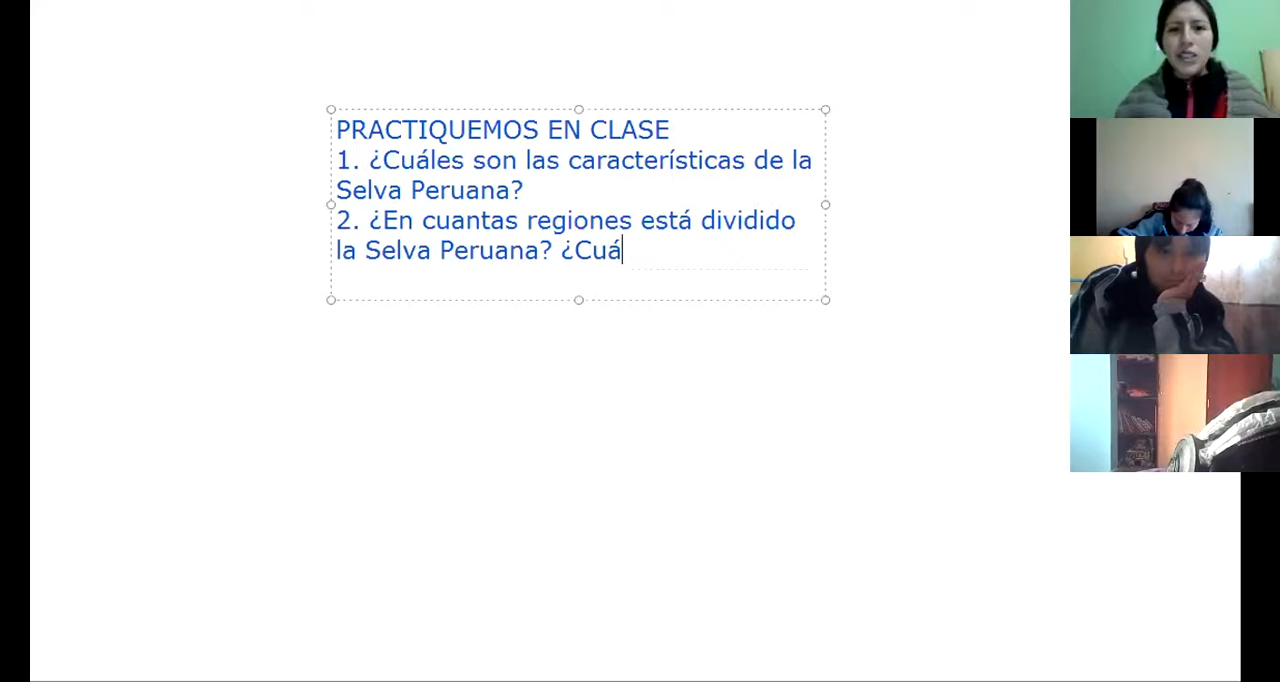 PRACTIQUEMOS EN CLASE
1. ¿Cuáles son las características de la
Selva Peruana?
2. ¿En cuantas regiones está dividido
la Selva Peruana? ¿Cuá